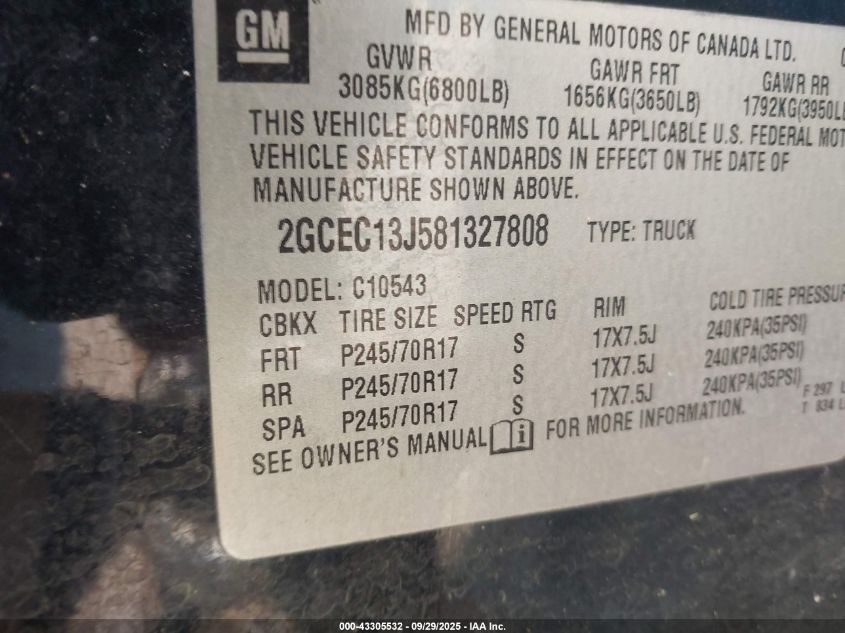 GM
MFD BY GENERAL MOTORS OF CANADA LTD.
GVWR GAWR FRT GAWR RR
3085KG(6800LB) 1656KG(3650LB) 1792KG(3950LB
THIS VEHICLE CONFORMS TO ALL APPLICABLE U.S. FEDERAL MOT
VEHICLE SAFETY STANDARDS IN EFFECT ON THE DATE OF
MANUFACTURE SHOWN ABOVE.
2GCEC13J581327808 TYPE: TRUCK
MODEL: C10543
CBKX TIRE SIZE SPEED RTG RIM COLD TIRE PRESSUR
FRT P245/70R17 S 17X7.5J 240KPA(35PSI)
RR P245/70R17 S 17X7.5J 240KPA(35PSI)
SPA P245/70R17 S 17X7.5J 240KPA(35PSI)
SEE OWNER'S MANUAL i FOR MORE INFORMATION.
F 297
T 834
000-43305532 - 09/29/2025 - IAA Inc.